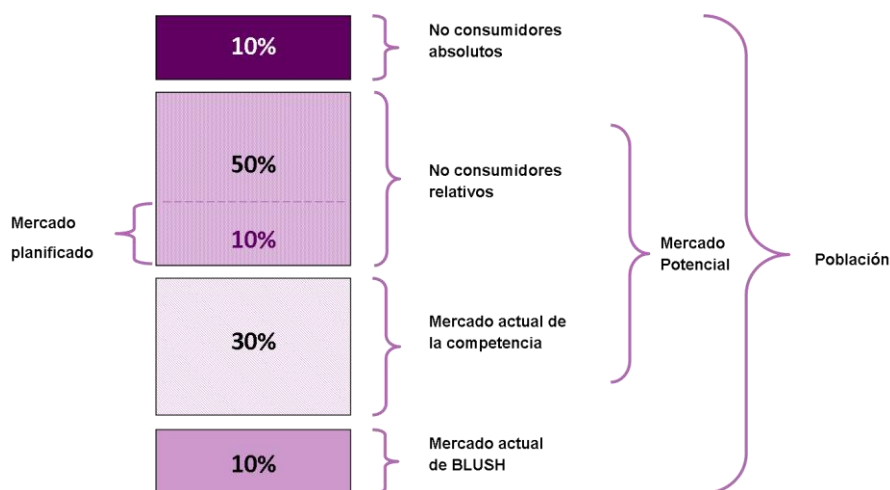 10%
No consumidores
absolutos
50%
No consumidores
relativos
Mercado
planificado
10%
Mercado
Potencial
Población
30%
Mercado actual de
la competencia
10%
Mercado actual
de BLUSH